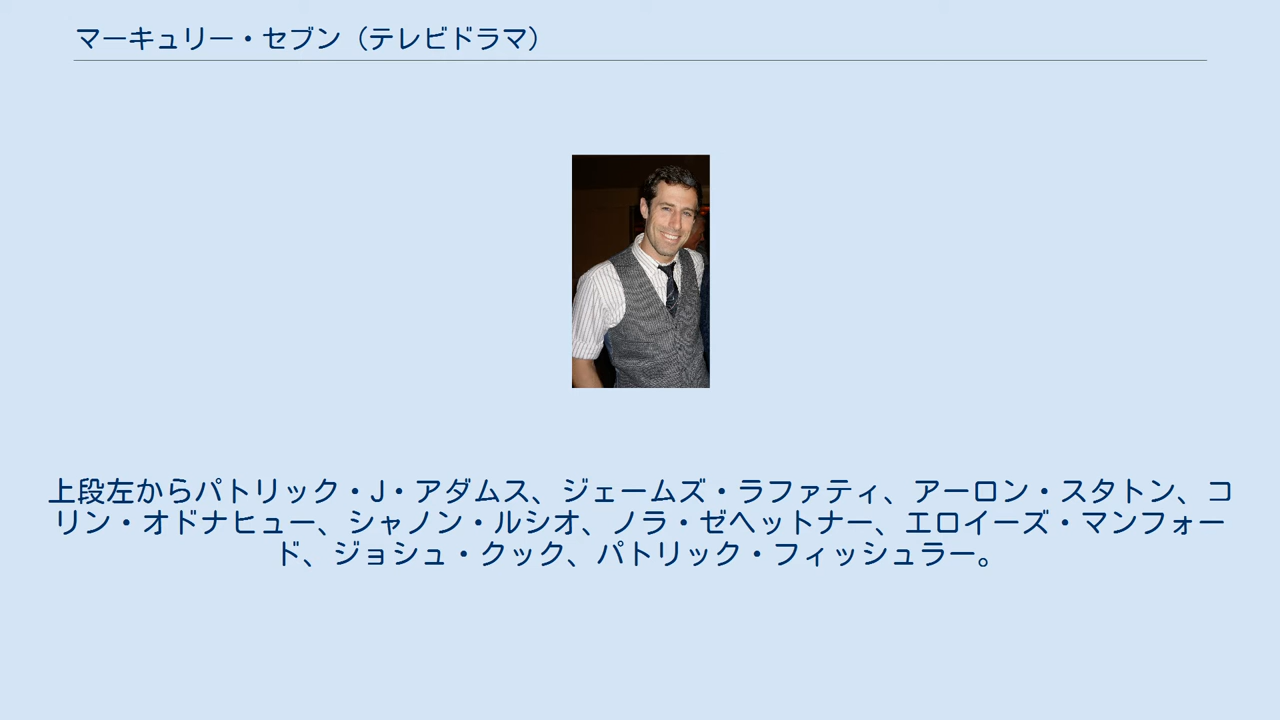 マーキュリー・セブン（テレビドラマ）
上段左からパトリック・J・アダムス、ジェームズ・ラファティ、アーロン・スタトン、コ
リン・オドナヒュー、シャノン・ルシオ、ノラ・ゼヘットナー、エロイーズ・マンフォー
ド、ジョシュ・クック、パトリック・フィッシュラー。